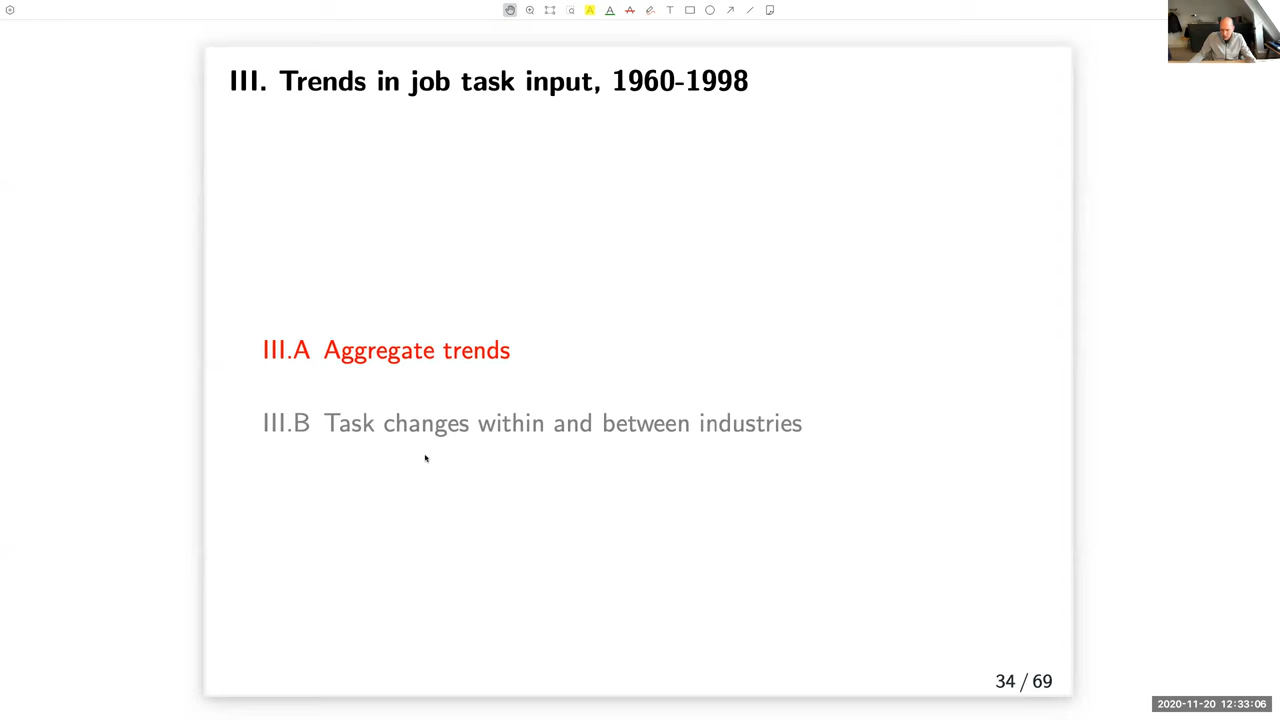 III. Trends in job task input, 1960-1998
III.A Aggregate trends
III.B Task changes within and between industries
34 / 69
2020-11-20 12:33:06